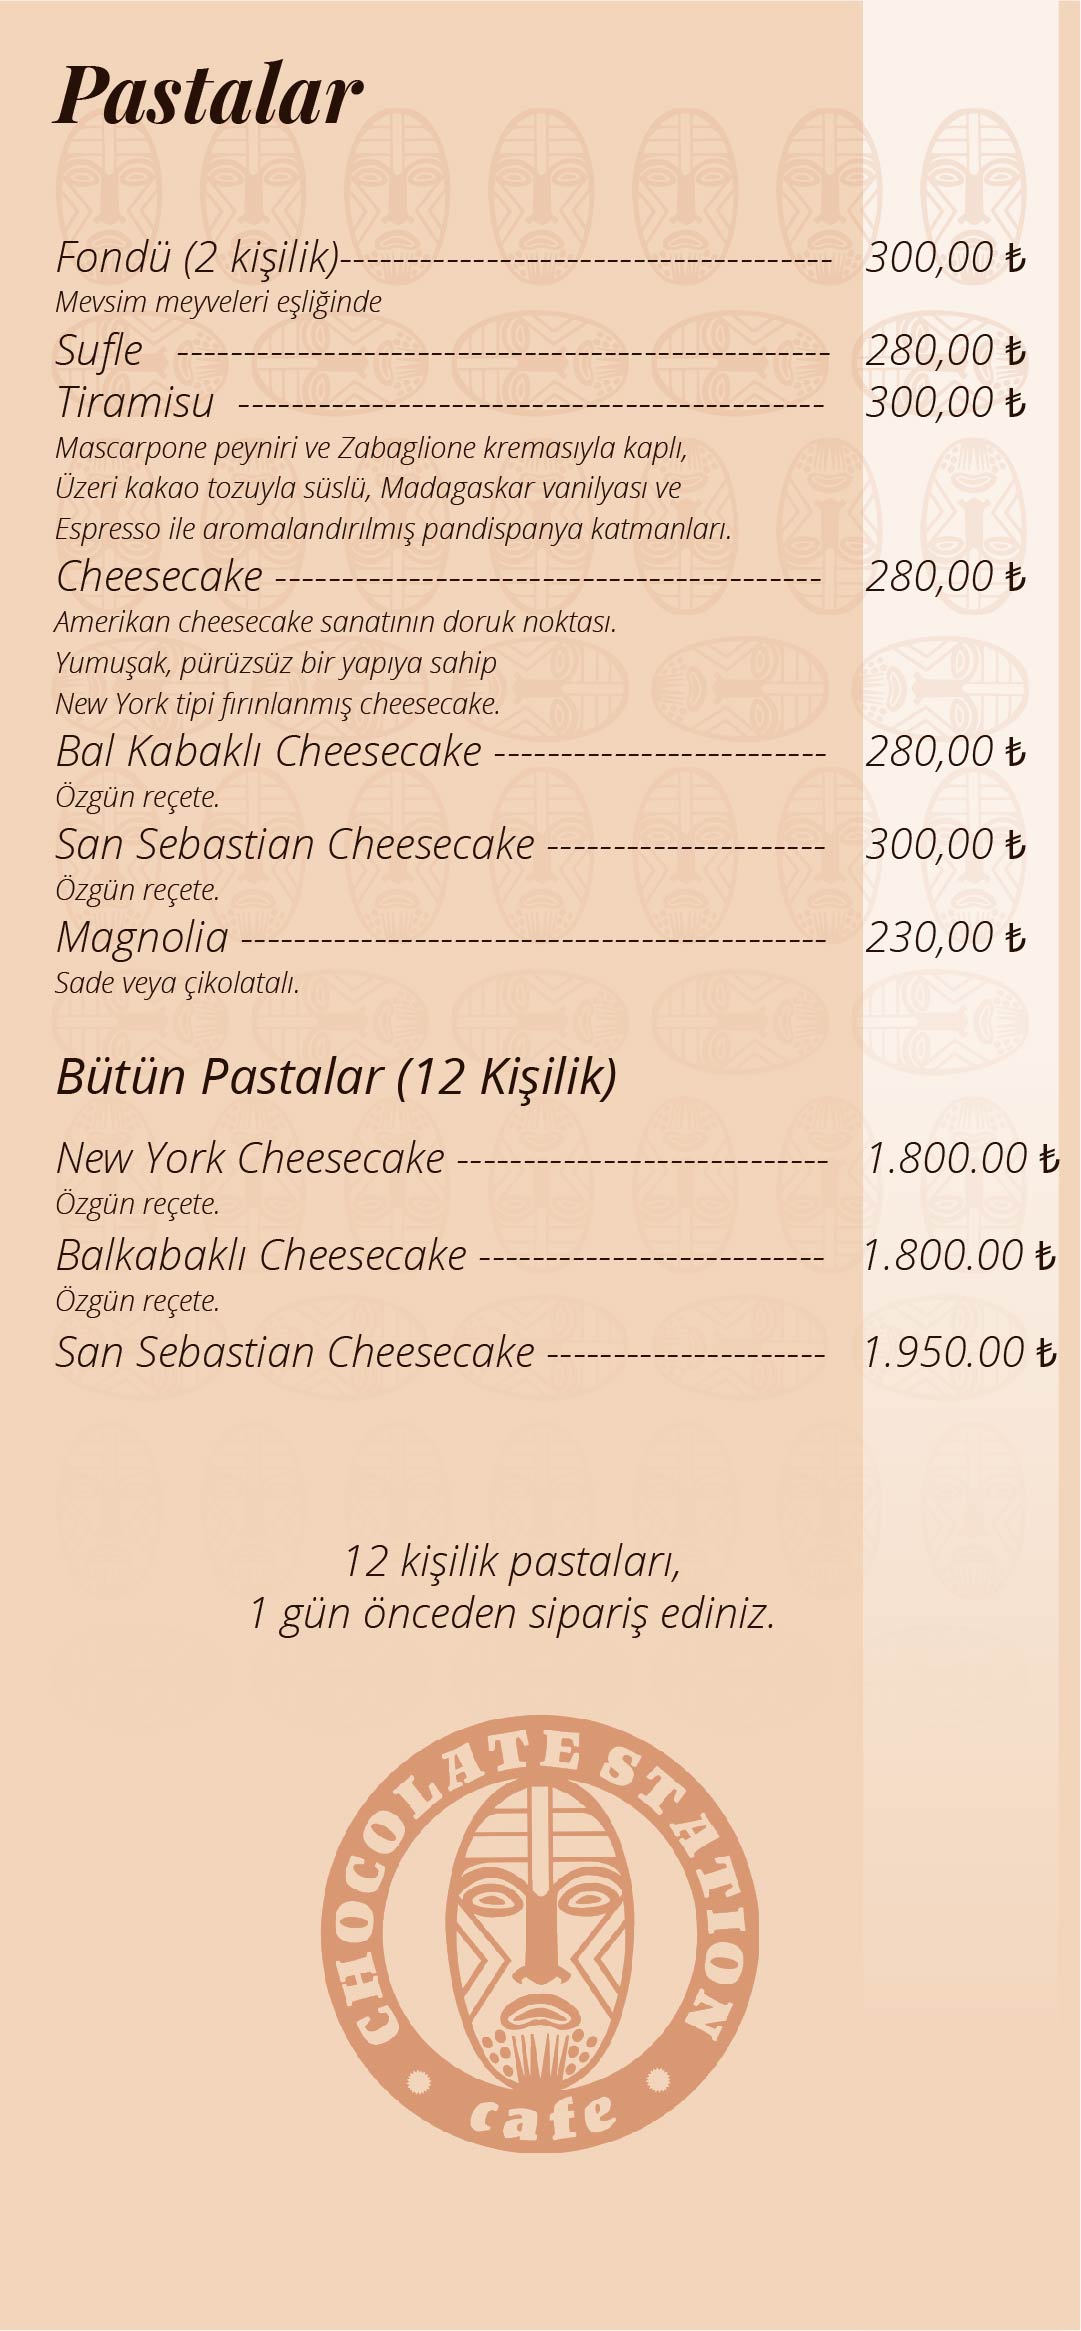 Pastalar
Fondü (2 kişilik)------------------------------------- 300,00 ₺
Mevsim meyveleri eşliğinde
Sufle ------------------------------------------------- 280,00 ₺
Tiramisu -------------------------------------------- 300,00 ₺
Mascarpone peyniri ve Zabaglione kremasıyla kaplı,
Üzeri kakao tozuyla süslü, Madagaskar vanilyası ve
Espresso ile aromalandırılmış pandispanya katmanları.
Cheesecake ----------------------------------------- 280,00 ₺
Amerikan cheesecake sanatının doruk noktası.
Yumuşak, pürüzsüz bir yapıya sahip
New York tipi fırınlanmış cheesecake.
Bal Kabaklı Cheesecake ------------------------- 280,00 ₺
Özgün reçete.
San Sebastian Cheesecake --------------------- 300,00 ₺
Özgün reçete.
Magnolia -------------------------------------------- 230,00 ₺
Sade veya çikolatalı.
Bütün Pastalar (12 Kişilik)
New York Cheesecake ---------------------------- 1.800.00 ₺
Özgün reçete.
Balkabaklı Cheesecake -------------------------- 1.800.00 ₺
Özgün reçete.
San Sebastian Cheesecake --------------------- 1.950.00 ₺
12 kişilik pastaları,
1 gün önceden sipariş ediniz.
CHOCOLATE STATION
cafe